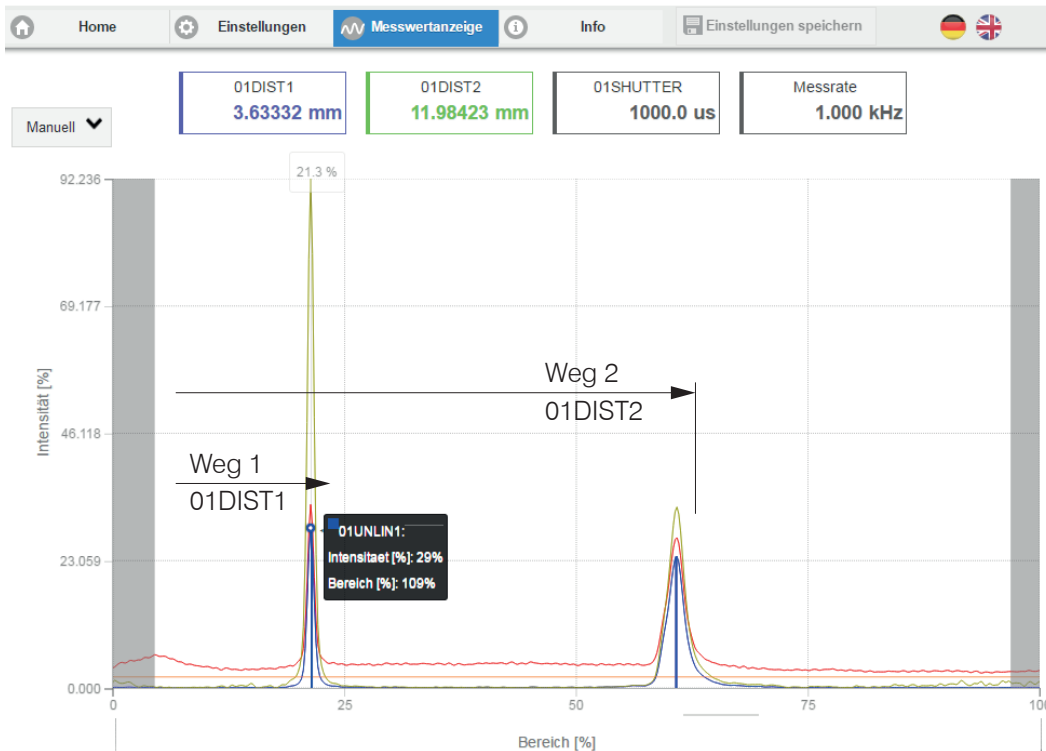 Home
Einstellungen
Messwertanzeige
Info
Einstellungen speichern
01DIST1
3.63332 mm
01DIST2
11.98423 mm
01SHUTTER
1000.0 us
Messrate
1.000 kHz
Manuell
21.3 %
92.236
69.177
46.118
23.059
0.000
Intensität [%]
Weg 2
01DIST2
Weg 1
01DIST1
01UNLIN1:
Intensitaet [%]: 29%
Bereich [%]: 109%
0
25
50
75
100
Bereich [%]